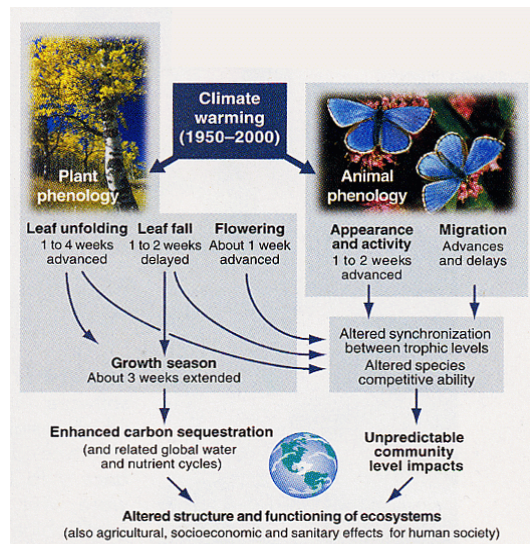 Climate
warming
(1950–2000)
Plant
phenology
Animal
phenology
Leaf unfolding
1 to 4 weeks
advanced
Leaf fall
1 to 2 weeks
delayed
Flowering
About 1 week
advanced
Appearance
and activity
1 to 2 weeks
advanced
Migration
Advances
and delays
Growth season
About 3 weeks extended
Altered synchronization
between trophic levels
Altered species
competitive ability
Enhanced carbon sequestration
(and related global water
and nutrient cycles)
Unpredictable
community
level impacts
Altered structure and functioning of ecosystems
(also agricultural, socioeconomic and sanitary effects for human society)